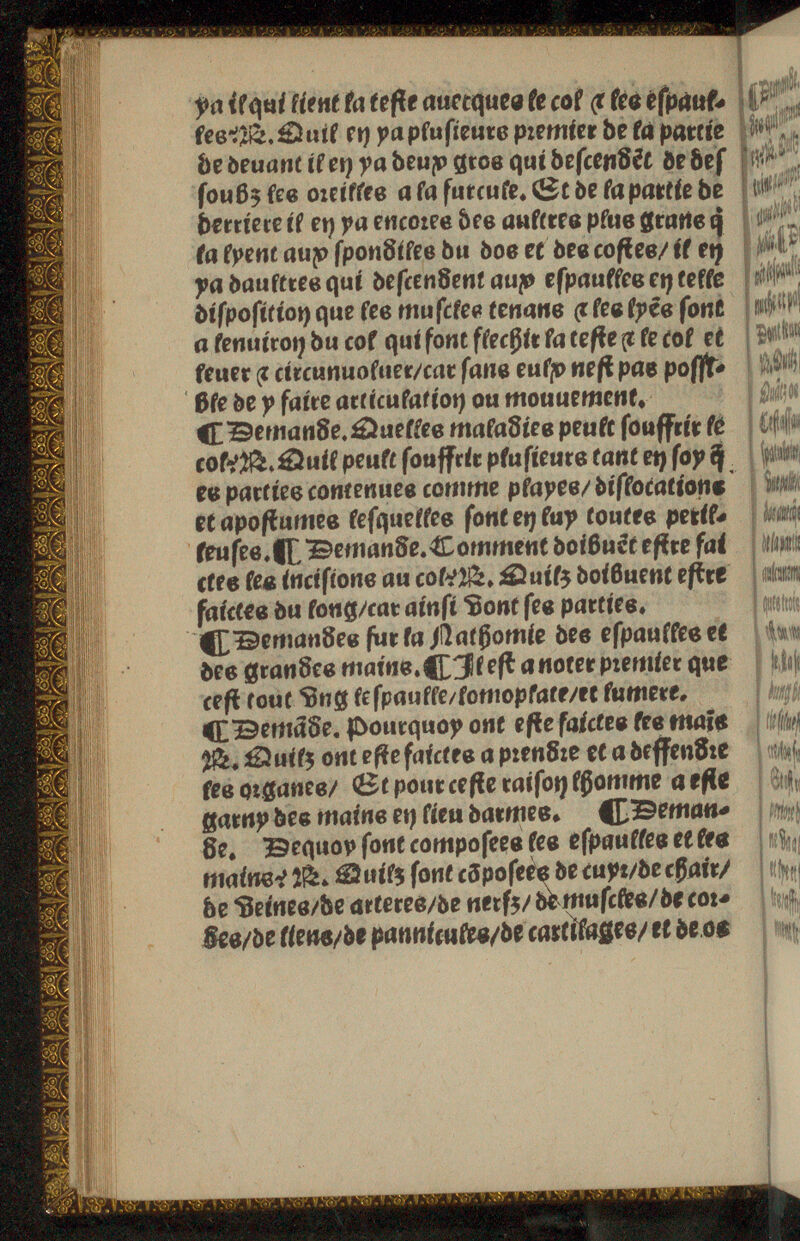 ya il qui lient la teste auecques le col ⁊ les espaul⸗
les? R. Quil en ya plusieurs premier de la partie
de deuant il en ya deux gros qui descendēt de des
soubz les oreilles a la furcule. Et de la partie de
derriere il en ya encores des aultres plus grans q̄
la lyent aux spondiles du dos et des costes/ il en
ya daultres qui descendent aux espaulles en telle
disposition que les muscles tenans ⁊ les lyēs sont
a lenuiron du col qui font flechir la teste ⁊ le col et
leuer ⁊ circunuoluer/car sans eulx nest pas possi⸗
ble de y faire articulation ou mouuement.
¶ Demande. Quelles maladies peult souffrir le
col? R. Quil peult souffrir plusieurs tant en soy q̄
es parties contenues comme playes/ dislocations
et apostumes lesquelles sont en luy toutes peril⸗
leuses. ¶ Demande. Comment doibuēt estre fai
ctes les incisions au col? R. Quilz doibuent estre
faictes du long/car ainsi vont ses parties.
¶ Demandes sur la Nathomie des espaulles et
des grandes mains. ¶ Il est a noter premier que
cest tout vng lespaulle/lomoplate/et lumere.
¶ Demāde. Pourquoy ont este faictes les maīs
R. Quilz ont este faictes a prendre et a deffendre
les organes/ Et pour ceste raison lhomme a este
garny des mains en lieu darmes. ¶ Deman⸗
de. Dequoy sont composees les espaulles et les
mains? R. Quilz sont cōposees de cuyr/de chair/
de veines/de arteres/de nerfz/ de muscles/de cor⸗
des/de liens/de pannicules/de cartilages/ et de os